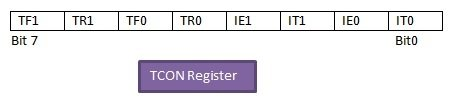 TF1 TR1 TF0 TR0 IE1 IT1 IE0 IT0
Bit 7 Bit0
TCON Register